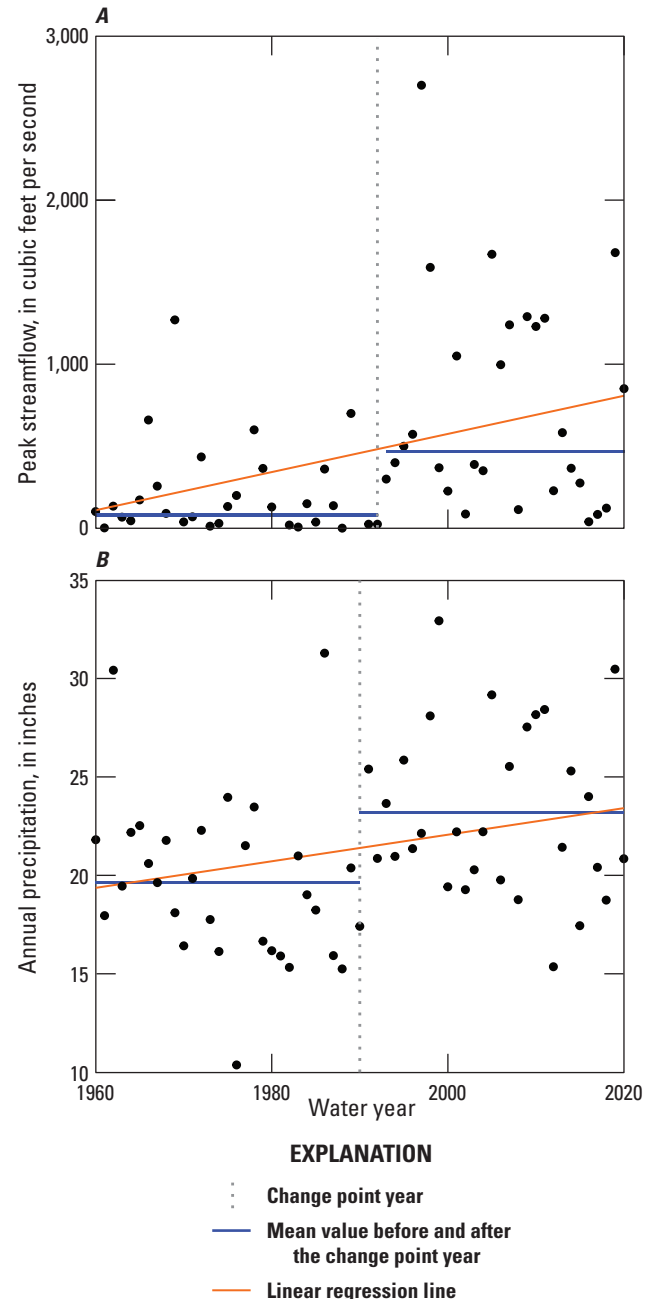 A
3,000
2,000
1,000
0
Peak streamflow, in cubic feet per second
B
35
30
25
20
15
10
Annual precipitation, in inches
1960
1980
2000
2020
Water year
EXPLANATION
Change point year
Mean value before and after
the change point year
Linear regression line